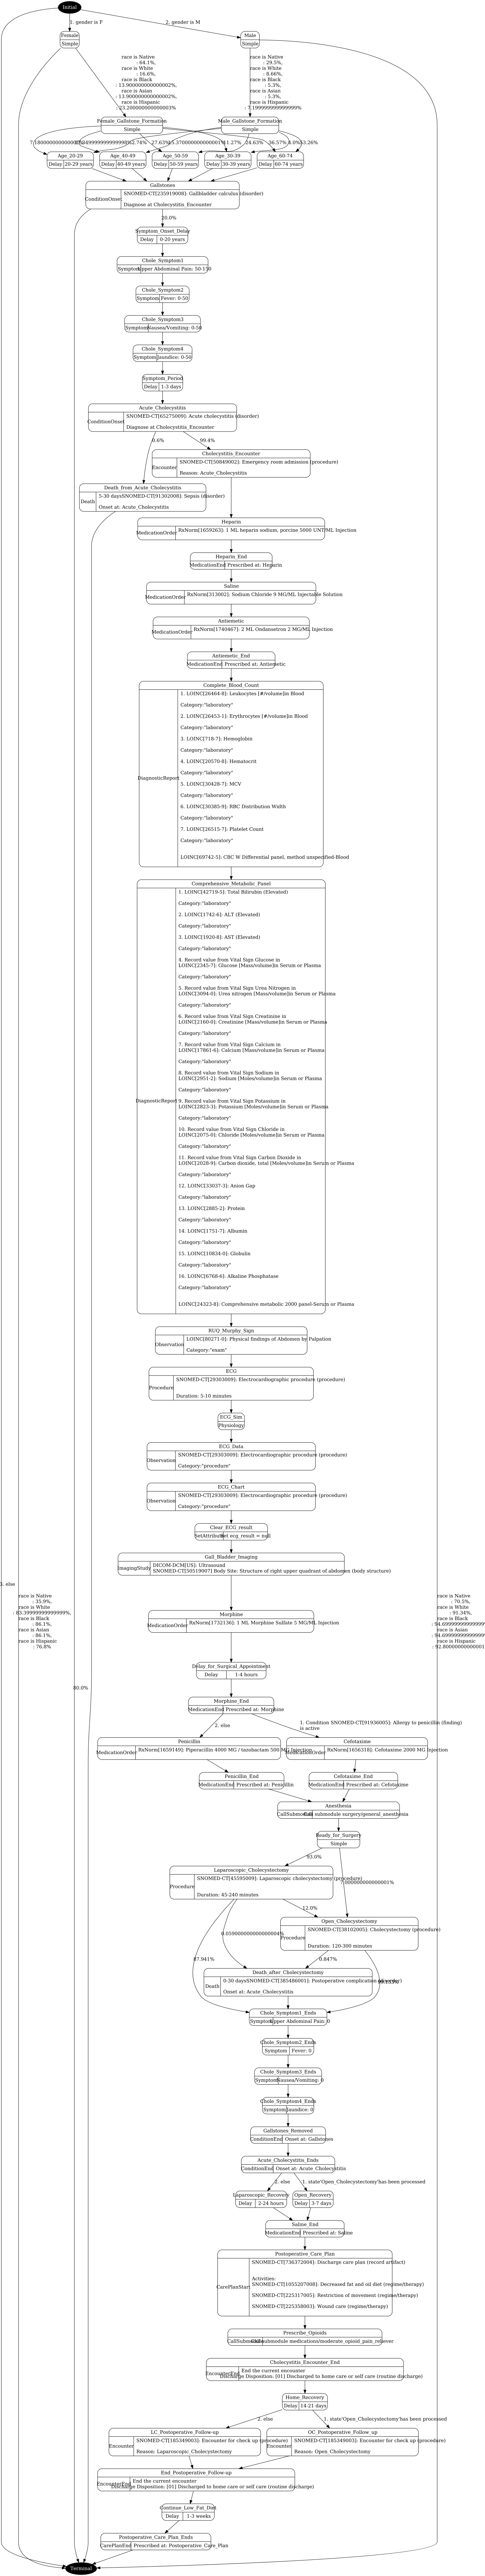 Initial
1. gender is F
2. gender is M
Female
Simple
Male
Simple
race is Native
: 64.1%,
race is White
: 16.6%,
race is Black
: 13.900000000000002%,
race is Asian
: 13.900000000000002%,
race is Hispanic
: 23.200000000000003%
race is Native
: 29.5%,
race is White
: 8.66%,
race is Black
: 5.3%,
race is Asian
: 5.3%,
race is Hispanic
: 7.199999999999999%
Female_Gallstone_Formation
Simple
Male_Gallstone_Formation
Simple
27.63%
11.27%
24.63%
36.57%
3.26%
Age_20-29
Delay 20-29 years
Age_40-49
Delay 40-49 years
Age_50-59
Delay 50-59 years
Age_30-39
Delay 30-39 years
Age_60-74
Delay 60-74 years
Gallstones
ConditionOnset
SNOMED-CT[235919008]: Gallbladder calculus (disorder)
Diagnose at Cholecystitis_Encounter
20.0%
Symptom_Onset_Delay
Delay 0-20 years
Chole_Symptom1
Symptom Upper Abdominal Pain: 50-150
Chole_Symptom2
Symptom Fever: 0-50
Chole_Symptom3
Symptom Nausea/Vomiting: 0-50
Chole_Symptom4
Symptom Jaundice: 0-50
Symptom_Period
Delay 1-3 days
Acute_Cholecystitis
ConditionOnset
SNOMED-CT[65275009]: Acute cholecystitis (disorder)
Diagnose at Cholecystitis_Encounter
0.6%
99.4%
Cholecystitis_Encounter
Encounter
SNOMED-CT[50849002]: Emergency room admission (procedure)
Reason: Acute_Cholecystitis
Death_from_Acute_Cholecystitis
Death
5-30 daysSNOMED-CT[91302008]: Sepsis (disorder)
Onset at: Acute_Cholecystitis
Heparin
MedicationOrder
RxNorm[1659263]: 1 ML heparin sodium, porcine 5000 UNT/ML Injection
Heparin_End
MedicationEnd Prescribed at: Heparin
Saline
MedicationOrder
RxNorm[313002]: Sodium Chloride 9 MG/ML Injectable Solution
Antiemetic
MedicationOrder
RxNorm[1740467]: 2 ML Ondansetron 2 MG/ML Injection
Antiemetic_End
MedicationEnd Prescribed at: Antiemetic
Complete_Blood_Count
DiagnosticReport
1. LOINC[26464-8]: Leukocytes [#/volume]in Blood
Category:"laboratory"
2. LOINC[26453-1]: Erythrocytes [#/volume]in Blood
Category:"laboratory"
3. LOINC[718-7]: Hemoglobin
Category:"laboratory"
4. LOINC[20570-8]: Hematocrit
Category:"laboratory"
5. LOINC[30428-7]: MCV
Category:"laboratory"
6. LOINC[30385-9]: RBC Distribution Width
Category:"laboratory"
7. LOINC[26515-7]: Platelet Count
Category:"laboratory"
LOINC[69742-5]: CBC W Differential panel, method unspecified-Blood
Comprehensive_Metabolic_Panel
DiagnosticReport
1. LOINC[42719-5]: Total Bilirubin (Elevated)
Category:"laboratory"
2. LOINC[1742-6]: ALT (Elevated)
Category:"laboratory"
3. LOINC[1920-8]: AST (Elevated)
Category:"laboratory"
4. Record value from Vital Sign Glucose in
LOINC[2345-7]: Glucose [Mass/volume]in Serum or Plasma
Category:"laboratory"
5. Record value from Vital Sign Urea Nitrogen in
LOINC[3094-0]: Urea nitrogen [Mass/volume]in Serum or Plasma
Category:"laboratory"
6. Record value from Vital Sign Creatinine in
LOINC[2160-0]: Creatinine [Mass/volume]in Serum or Plasma
Category:"laboratory"
7. Record value from Vital Sign Calcium in
LOINC[17861-6]: Calcium [Mass/volume]in Serum or Plasma
Category:"laboratory"
8. Record value from Vital Sign Sodium in
LOINC[2951-2]: Sodium [Moles/volume]in Serum or Plasma
Category:"laboratory"
9. Record value from Vital Sign Potassium in
LOINC[2823-3]: Potassium [Moles/volume]in Serum or Plasma
Category:"laboratory"
10. Record value from Vital Sign Chloride in
LOINC[2075-0]: Chloride [Moles/volume]in Serum or Plasma
Category:"laboratory"
11. Record value from Vital Sign Carbon Dioxide in
LOINC[2028-9]: Carbon dioxide, total [Moles/volume]in Serum or Plasma
Category:"laboratory"
12. LOINC[33037-3]: Anion Gap
Category:"laboratory"
13. LOINC[2885-2]: Protein
Category:"laboratory"
14. LOINC[1751-7]: Albumin
Category:"laboratory"
15. LOINC[10834-0]: Globulin
Category:"laboratory"
16. LOINC[6768-6]: Alkaline Phosphatase
Category:"laboratory"
LOINC[24323-8]: Comprehensive metabolic 2000 panel-Serum or Plasma
RUQ_Murphy_Sign
Observation
LOINC[80271-0]: Physical findings of Abdomen by Palpation
Category:"exam"
ECG
Procedure
SNOMED-CT[29303009]: Electrocardiographic procedure (procedure)
Duration: 5-10 minutes
ECG_Sim
Physiology
ECG_Data
Observation
SNOMED-CT[29303009]: Electrocardiographic procedure (procedure)
Category:"procedure"
ECG_Chart
Observation
SNOMED-CT[29303009]: Electrocardiographic procedure (procedure)
Category:"procedure"
Clear_ECG_result
SetAttribute Set ecg_result = null
Gall_Bladder_Imaging
ImagingStudy
DICOM-DCM[US]: Ultrasound
SNOMED-CT[50519007] Body Site: Structure of right upper quadrant of abdomen (body structure)
3. else
race is Native
: 35.9%,
race is White
: 83.39999999999999%,
race is Black
: 86.1%,
race is Asian
: 86.1%,
race is Hispanic
: 76.8%
race is Native
: 70.5%,
race is White
: 91.34%,
race is Black
race is Asian
race is Hispanic
80.0%
Morphine
MedicationOrder
RxNorm[1732136]: 1 ML Morphine Sulfate 5 MG/ML Injection
Delay_for_Surgical_Appointment
Delay 1-4 hours
Morphine_End
MedicationEnd Prescribed at: Morphine
2. else
1. Condition SNOMED-CT[91936005]: Allergy to penicillin (finding)
is active
Penicillin
MedicationOrder
RxNorm[1659149]: Piperacillin 4000 MG / tazobactam 500 MG Injection
Cefotaxime
MedicationOrder
RxNorm[1656318]: Cefotaxime 2000 MG Injection
Penicillin_End
MedicationEnd Prescribed at: Penicillin
Cefotaxime_End
MedicationEnd Prescribed at: Cefotaxime
Anesthesia
CallSubmodule Call submodule surgery/general_anesthesia
Ready_for_Surgery
Simple
93.0%
Laparoscopic_Cholecystectomy
Procedure
SNOMED-CT[45595009]: Laparoscopic cholecystectomy (procedure)
Duration: 45-240 minutes
12.0%
Open_Cholecystectomy
Procedure
SNOMED-CT[38102005]: Cholecystectomy (procedure)
Duration: 120-300 minutes
87.941%
0.059000000000000004%
0.847%
Death_after_Cholecystectomy
Death
0-30 daysSNOMED-CT[385486001]: Postoperative complication (disorder)
Onset at: Acute_Cholecystitis
Chole_Symptom1_Ends
Symptom Upper Abdominal Pain: 0
Chole_Symptom2_Ends
Symptom Fever: 0
Chole_Symptom3_Ends
Symptom Nausea/Vomiting: 0
Chole_Symptom4_Ends
Symptom Jaundice: 0
Gallstones_Removed
ConditionEnd Onset at: Gallstones
Acute_Cholecystitis_Ends
ConditionEnd Onset at: Acute_Cholecystitis
2. else
1. state'Open_Cholecystectomy'has been processed
Laparoscopic_Recovery
Delay 2-24 hours
Open_Recovery
Delay 3-7 days
Saline_End
MedicationEnd Prescribed at: Saline
Postoperative_Care_Plan
CarePlanStart
SNOMED-CT[736372004]: Discharge care plan (record artifact)
Activities:
SNOMED-CT[1055207008]: Decreased fat and oil diet (regime/therapy)
SNOMED-CT[225317005]: Restriction of movement (regime/therapy)
SNOMED-CT[225358003]: Wound care (regime/therapy)
Prescribe_Opioids
CallSubmodule Call submodule medications/moderate_opioid_pain_reliever
Cholecystitis_Encounter_End
EncounterEnd
End the current encounter
Discharge Disposition: [01] Discharged to home care or self care (routine discharge)
Home_Recovery
Delay 14-21 days
2. else
1. state'Open_Cholecystectomy'has been processed
LC_Postoperative_Follow-up
Encounter
SNOMED-CT[185349003]: Encounter for check up (procedure)
Reason: Laparoscopic_Cholecystectomy
OC_Postoperative_Follow_up
Encounter
SNOMED-CT[185349003]: Encounter for check up (procedure)
Reason: Open_Cholecystectomy
End_Postoperative_Follow-up
EncounterEnd
End the current encounter
Discharge Disposition: [01] Discharged to home care or self care (routine discharge)
Continue_Low_Fat_Diet
Delay 1-3 weeks
Postoperative_Care_Plan_Ends
CarePlanEnd Prescribed at: Postoperative_Care_Plan
Terminal